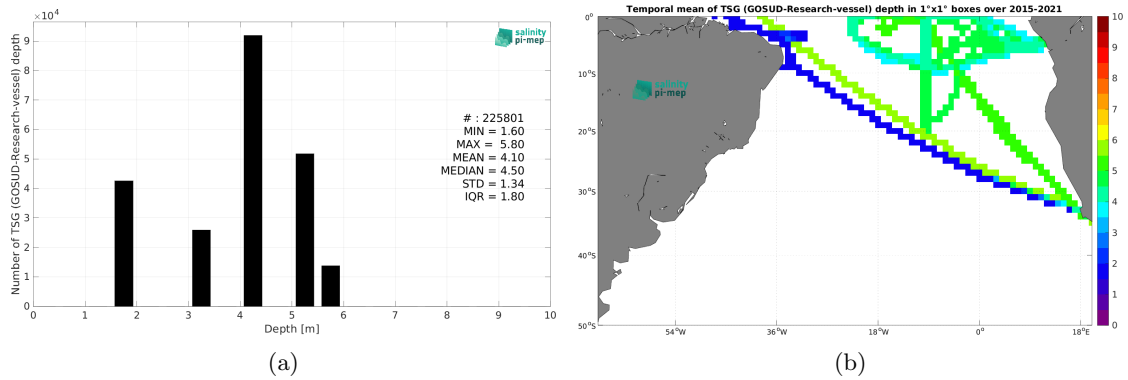 ×10⁴
9
8
7
6
5
4
3
2
1
0
Number of TSG (GOSUD-Research-vessel) depth
salinity
pi-mep
# : 225801
MIN = 1.60
MAX = 5.80
MEAN = 4.10
MEDIAN = 4.50
STD = 1.34
IQR = 1.80
0 1 2 3 4 5 6 7 8 9 10
Depth [m]
(a)
Temporal mean of TSG (GOSUD-Research-vessel) depth in 1°x1° boxes over 2015-2021
0°
10°S
20°S
30°S
40°S
50°S
salinity
pi-mep
54°W 36°W 18°W 0° 18°E
10
9
8
7
6
5
4
3
2
1
0
(b)